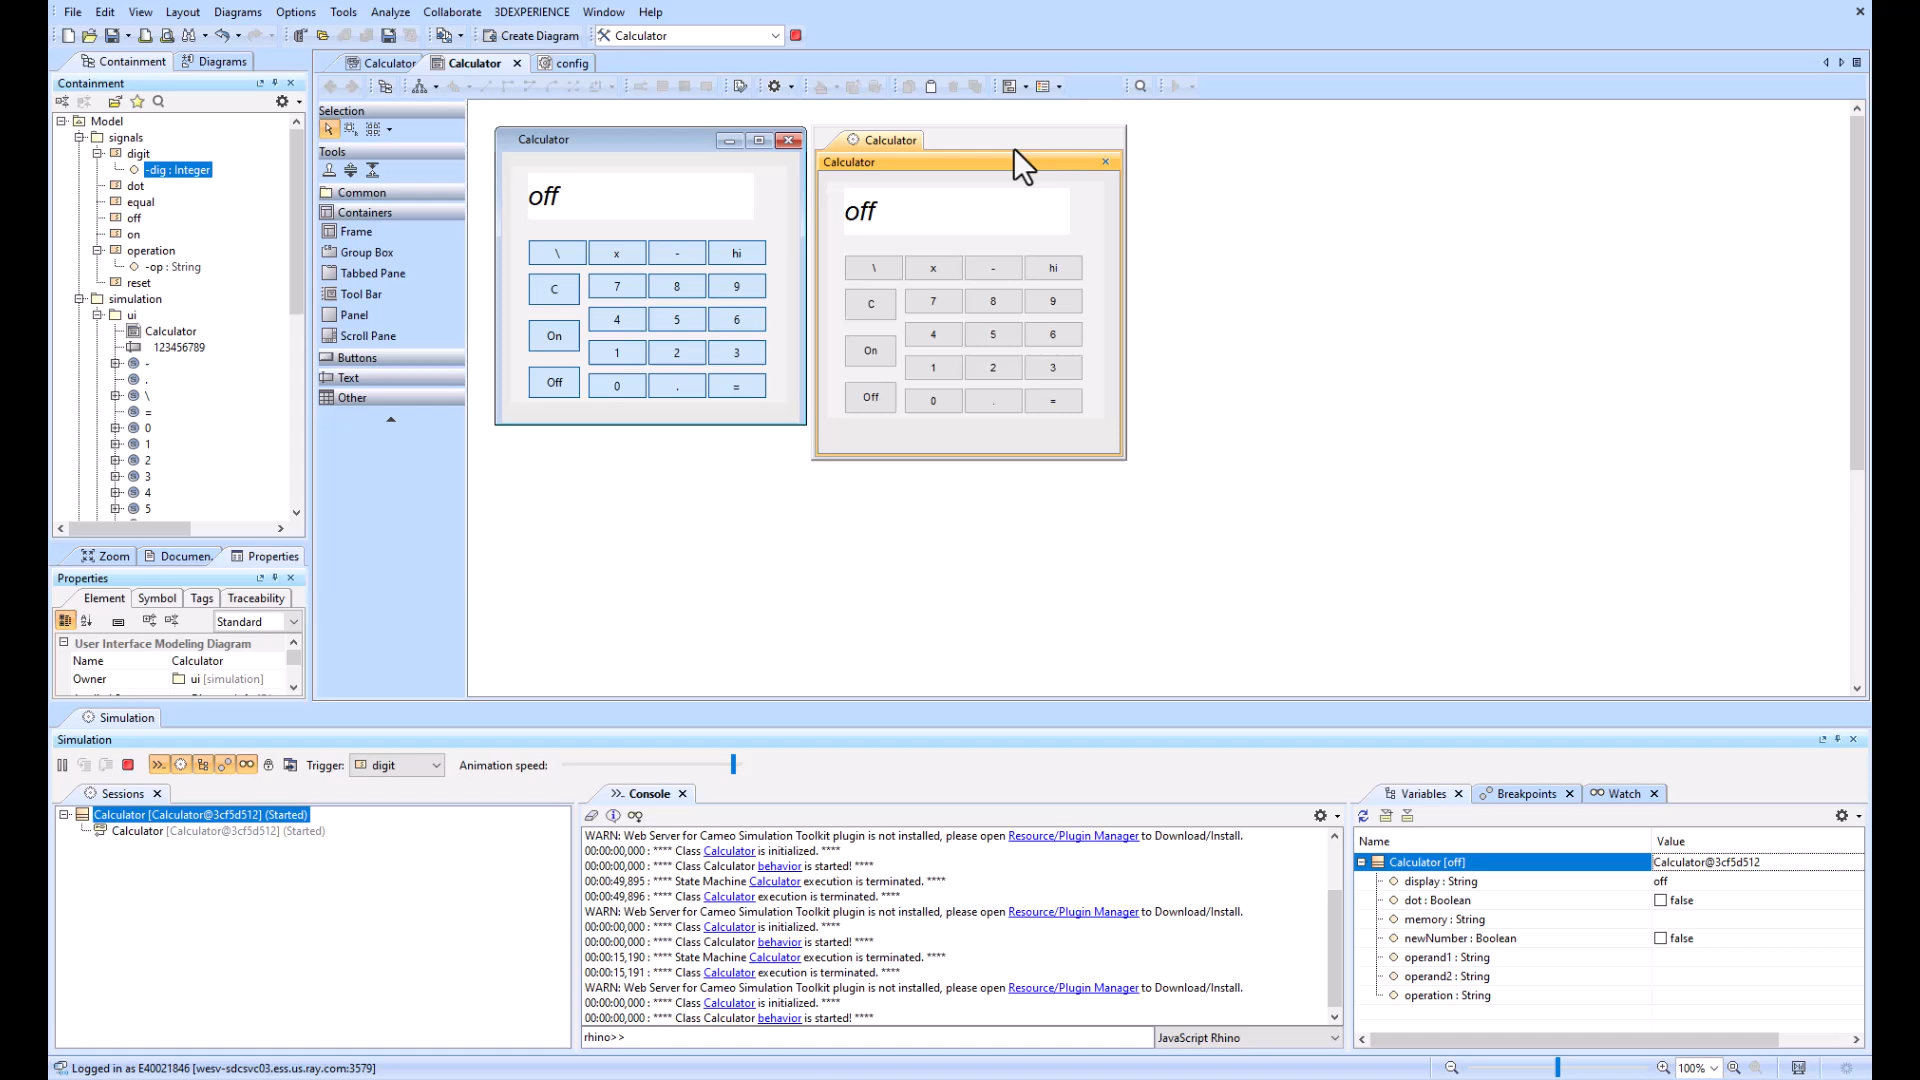 File Edit View Layout Diagrams Options Tools Analyze Collaborate 3DEXPERIENCE Window Help
Create Diagram Calculator
Containment Diagrams
Calculator Calculator config
Containment
Model
signals
digit
-dig : Integer
dot
equal
off
on
operation
-op : String
reset
simulation
ui
Calculator
123456789
-
.
\
=
0
1
2
3
4
5
Selection
Tools
Common
Containers
Frame
Group Box
Tabbed Pane
Tool Bar
Panel
Scroll Pane
Buttons
Text
Other
Calculator
off
\ x - hi
C 7 8 9
4 5 6
On
1 2 3
Off 0 . =
Calculator
Calculator
off
\ x - hi
C 7 8 9
4 5 6
On
1 2 3
Off 0 . =
Zoom Documen. Properties
Properties
Element Symbol Tags Traceability
Standard
User Interface Modeling Diagram
Name Calculator
Owner ui [simulation]
Simulation
Simulation
Trigger: digit Animation speed:
Sessions
Calculator [Calculator@3cf5d512] (Started)
Calculator [Calculator@3cf5d512] (Started)
Console
WARN: Web Server for Cameo Simulation Toolkit plugin is not installed, please open Resource/Plugin Manager to Download/Install.
00:00:00,000 : **** Class Calculator is initialized. ****
00:00:00,000 : **** Class Calculator behavior is started! ****
00:00:49,895 : **** State Machine Calculator execution is terminated. ****
00:00:49,896 : **** Class Calculator execution is terminated. ****
WARN: Web Server for Cameo Simulation Toolkit plugin is not installed, please open Resource/Plugin Manager to Download/Install.
00:00:00,000 : **** Class Calculator is initialized. ****
00:00:00,000 : **** Class Calculator behavior is started! ****
00:00:15,190 : **** State Machine Calculator execution is terminated. ****
00:00:15,191 : **** Class Calculator execution is terminated. ****
WARN: Web Server for Cameo Simulation Toolkit plugin is not installed, please open Resource/Plugin Manager to Download/Install.
00:00:00,000 : **** Class Calculator is initialized. ****
00:00:00,000 : **** Class Calculator behavior is started! ****
rhino>> JavaScript Rhino
Variables Breakpoints Watch
Name Value
Calculator [off] Calculator@3cf5d512
display : String off
dot : Boolean false
memory : String
newNumber : Boolean false
operand1 : String
operand2 : String
operation : String
Logged in as E40021846 [wesv-sdcsvc03.ess.us.ray.com:3579]
100%